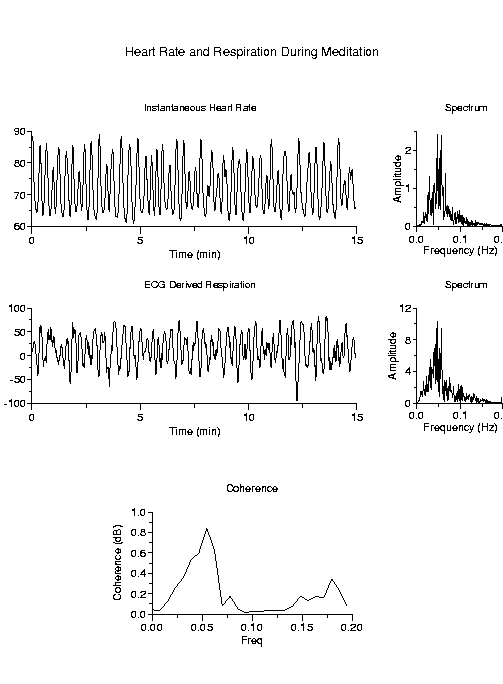 Heart Rate and Respiration During Meditation
Instantaneous Heart Rate
Spectrum
90
80
70
60
0
5
10
15
Time (min)
Amplitude
2
1
0
0.0
0.1
0.
Frequency (Hz)
ECG Derived Respiration
Spectrum
100
50
0
-50
-100
0
5
10
15
Time (min)
Amplitude
12
8
4
0
0.0
0.1
0.
Frequency (Hz)
Coherence
Coherence (dB)
1.0
0.8
0.6
0.4
0.2
0.0
0.00
0.05
0.10
0.15
0.20
Freq